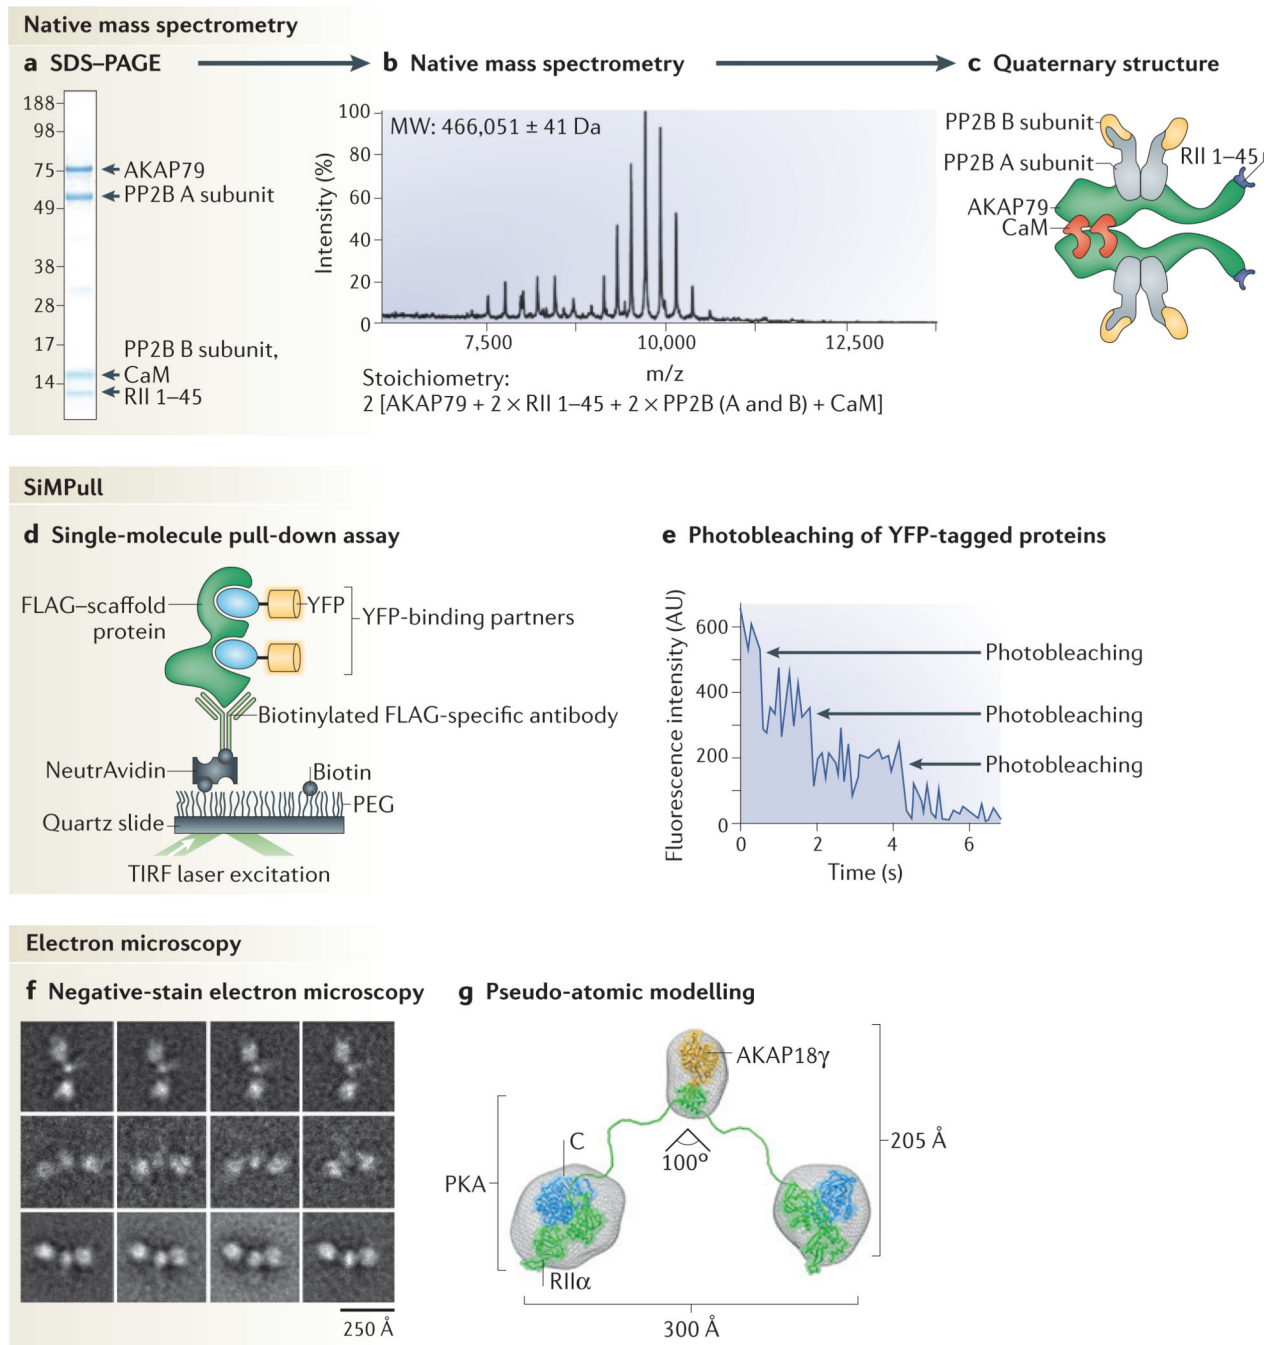 Native mass spectrometry
a SDS–PAGE
b Native mass spectrometry
c Quaternary structure
188
98
75
49
38
28
17
14
AKAP79
PP2B A subunit
PP2B B subunit,
CaM
RII 1–45
MW: 466,051 ± 41 Da
Intensity (%)
100
80
60
40
20
0
7,500
10,000
12,500
m/z
Stoichiometry:
2 [AKAP79 + 2 × RII 1–45 + 2 × PP2B (A and B) + CaM]
PP2B B subunit
PP2B A subunit
RII 1–45
AKAP79
CaM
SiMPull
d Single-molecule pull-down assay
e Photobleaching of YFP-tagged proteins
FLAG–scaffold
protein
YFP
YFP-binding partners
Biotinylated FLAG-specific antibody
NeutrAvidin
Biotin
PEG
Quartz slide
TIRF laser excitation
Fluorescence intensity (AU)
600
400
200
0
0
2
4
6
Time (s)
Photobleaching
Photobleaching
Photobleaching
Electron microscopy
f Negative-stain electron microscopy
g Pseudo-atomic modelling
250 Å
AKAP18γ
C
100°
205 Å
PKA
RIIα
300 Å